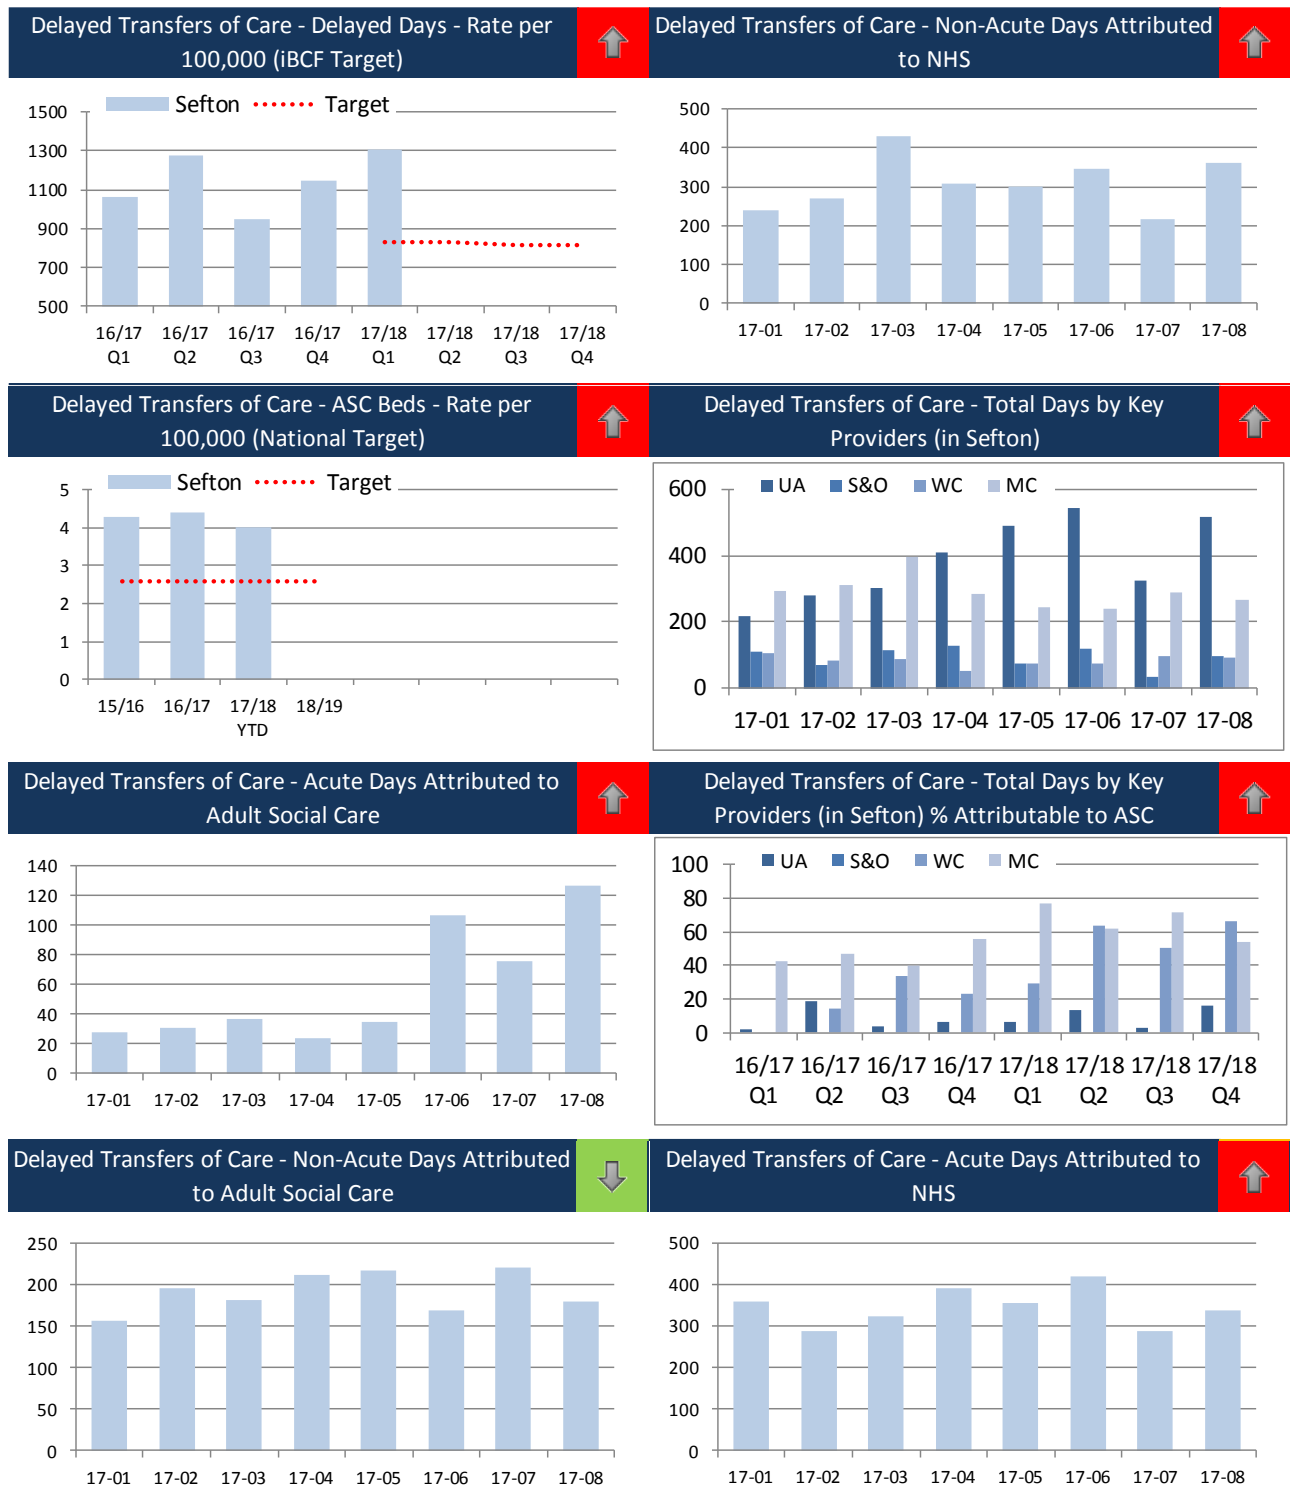 Delayed Transfers of Care - Delayed Days - Rate per
100,000 (iBCF Target)
Sefton Target
1500
1300
1100
900
700
500
16/17 16/17 16/17 16/17 17/18 17/18 17/18 17/18
Q1 Q2 Q3 Q4 Q1 Q2 Q3 Q4
Delayed Transfers of Care - Non-Acute Days Attributed
to NHS
500
400
300
200
100
0
17-01 17-02 17-03 17-04 17-05 17-06 17-07 17-08
Delayed Transfers of Care - ASC Beds - Rate per
100,000 (National Target)
Sefton Target
5
4
3
2
1
0
15/16 16/17 17/18 18/19
YTD
Delayed Transfers of Care - Total Days by Key
Providers (in Sefton)
UA S&O WC MC
600
400
200
0
17-01 17-02 17-03 17-04 17-05 17-06 17-07 17-08
Delayed Transfers of Care - Acute Days Attributed to
Adult Social Care
140
120
100
80
60
40
20
0
17-01 17-02 17-03 17-04 17-05 17-06 17-07 17-08
Delayed Transfers of Care - Total Days by Key
Providers (in Sefton) % Attributable to ASC
UA S&O WC MC
100
80
60
40
20
0
16/17 16/17 16/17 16/17 17/18 17/18 17/18 17/18
Q1 Q2 Q3 Q4 Q1 Q2 Q3 Q4
Delayed Transfers of Care - Non-Acute Days Attributed
to Adult Social Care
250
200
150
100
50
0
17-01 17-02 17-03 17-04 17-05 17-06 17-07 17-08
Delayed Transfers of Care - Acute Days Attributed to
NHS
500
400
300
200
100
0
17-01 17-02 17-03 17-04 17-05 17-06 17-07 17-08